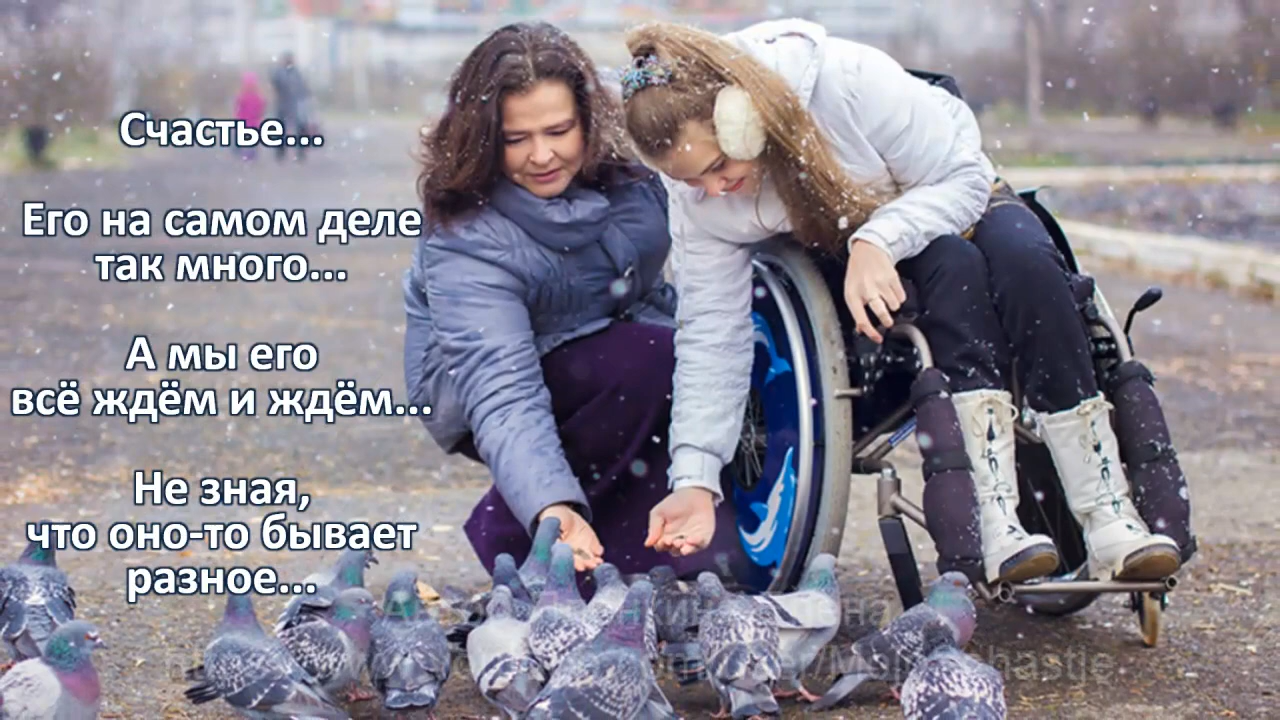 Счастье...
Его на самом деле
так много...
А мы его
всё ждём и ждём...
Не зная,
что оно-то бывает
разное...